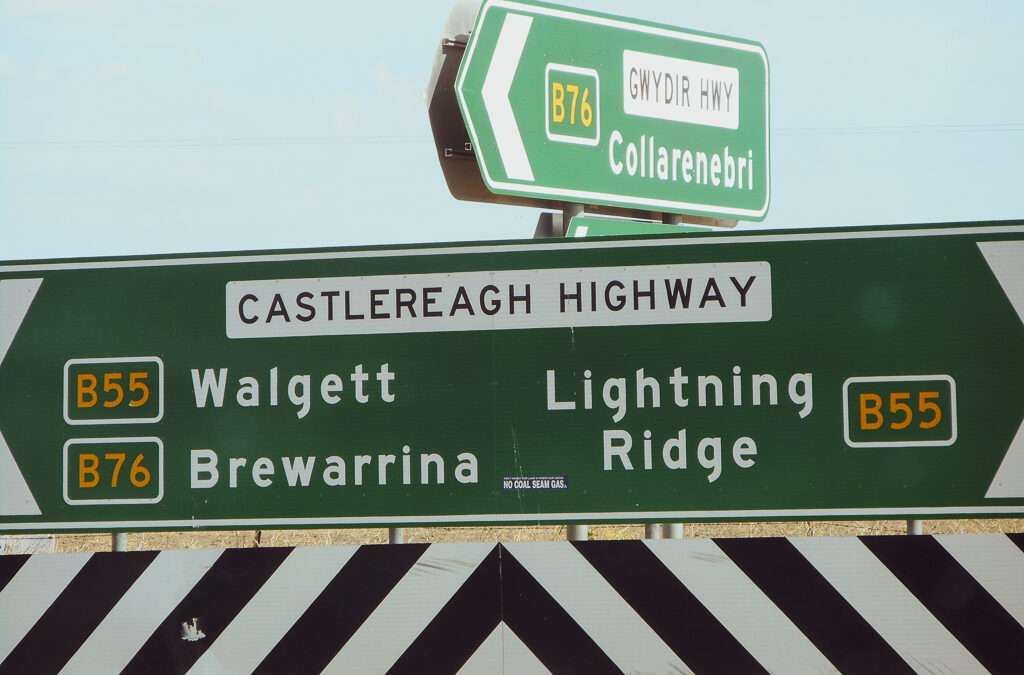 GWYDIR HWY
B76
Collarenebri
CASTLEREAGH HIGHWAY
B55 Walgett
B76 Brewarrina
Lightning
Ridge
B55
NO COAL SEAM GAS.